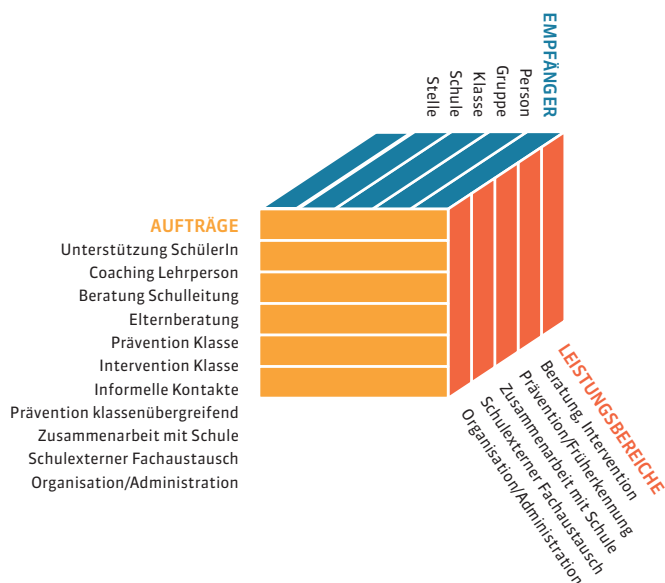 EMPFÄNGER
Person
Gruppe
Klasse
Schule
Stelle
AUFTRÄGE
Unterstützung SchülerIn
Coaching Lehrperson
Beratung Schulleitung
Elternberatung
Prävention Klasse
Intervention Klasse
Informelle Kontakte
Prävention klassenübergreifend
Zusammenarbeit mit Schule
Schulexterner Fachaustausch
Organisation/Administration
LEISTUNGSBEREICHE
Beratung, Intervention
Prävention/Früherkennung
Zusammenarbeit mit Schule
Schulexterner Fachaustausch
Organisation/Administration